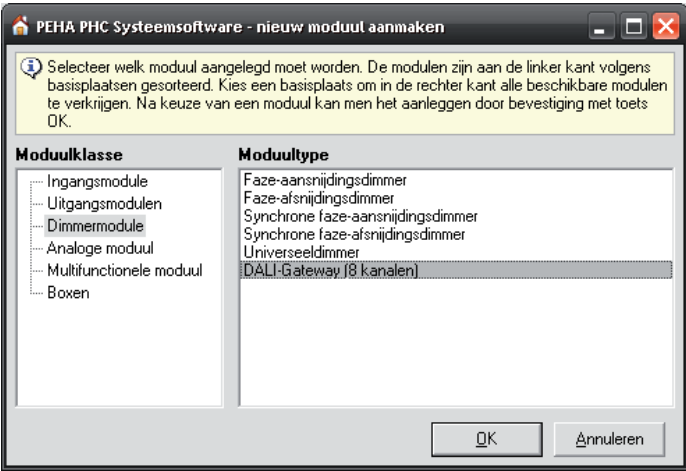 PEHA PHC Systeemsoftware - nieuw moduul aanmaken
Selecteer welk moduul aangelegd moet worden. De modulen zijn aan de linker kant volgens
basisplaatsen gesorteerd. Kies een basisplaats om in de rechter kant alle beschikbare modulen
te verkrijgen. Na keuze van een moduul kan men het aanleggen door bevestiging met toets
OK.
Moduulklasse
Ingangsmodule
Uitgangsmodulen
Dimmermodule
Analoge moduul
Multifunctionele moduul
Boxen
Moduultype
Faze-aansnijdingsdimmer
Faze-afsnijdingsdimmer
Synchrone faze-aansnijdingsdimmer
Synchrone faze-afsnijdingsdimmer
Universeeldimmer
DALI-Gateway (8 kanalen)
OK
Annuleren